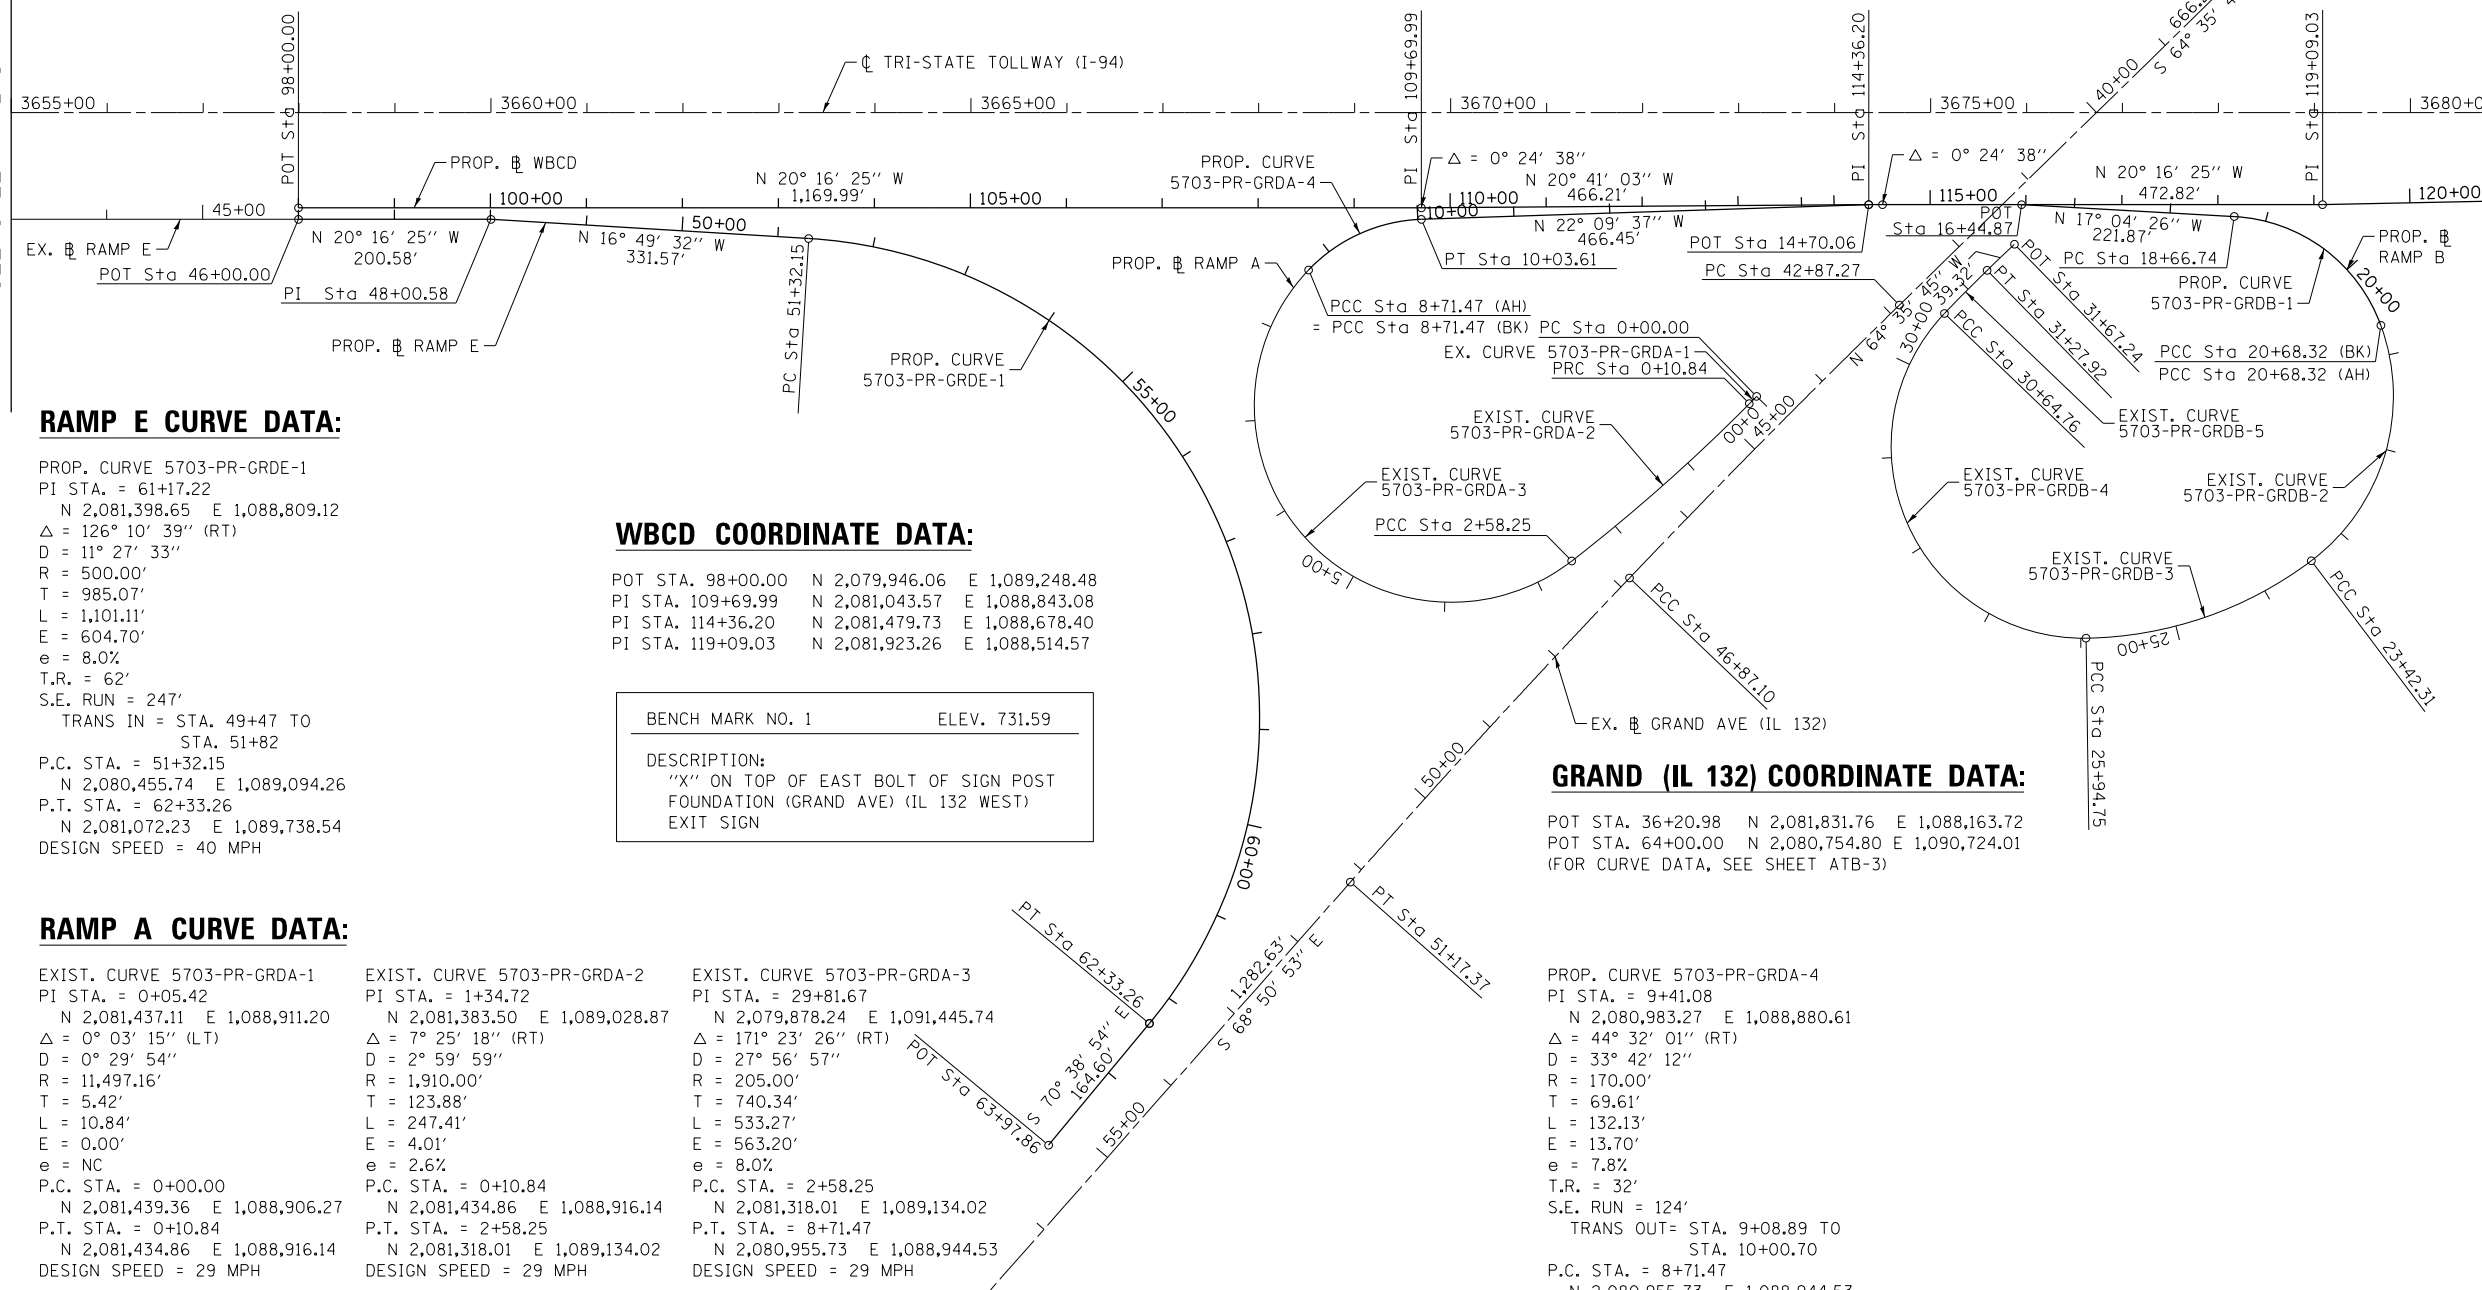 POT Sta 98+00.00
PI Sta 109+69.99
PI Sta 114+36.20
PI Sta 119+09.03
℄ TRI-STATE TOLLWAY (I-94)
3655+00
3660+00
3665+00
3670+00
3675+00
40+00
PROP. ℄ WBCD
N 20° 16' 25'' W
1,169.99'
PROP. CURVE
5703-PR-GRDA-4
△ = 0° 24' 38''
N 20° 41' 03'' W
466.21'
△ = 0° 24' 38''
N 20° 16' 25'' W
472.82'
45+00
100+00
50+00
105+00
110+00
10+00
115+00
120+00
EX. ℄ RAMP E
N 20° 16' 25'' W
200.58'
N 16° 49' 32'' W
331.57'
POT Sta 46+00.00
PI Sta 48+00.58
PROP. ℄ RAMP E
PC Sta 51+32.15
PROP. CURVE
5703-PR-GRDE-1
55+00
60+00
PROP. ℄ RAMP A
N 22° 09' 37'' W
466.45'
PT Sta 10+03.61
POT Sta 14+70.06
PC Sta 42+87.27
POT
Sta 16+44.87
N 17° 04' 26'' W
221.87'
PC Sta 18+66.74
PROP. ℄
RAMP B
PROP. CURVE
5703-PR-GRDB-1
20+00
PCC Sta 8+71.47 (AH)
= PCC Sta 8+71.47 (BK)
PC Sta 0+00.00
EX. CURVE 5703-PR-GRDA-1
PRC Sta 0+10.84
N 64° 35' 45'' W
39.32'
30+00
POT Sta 31+67.24
PT Sta 31+27.92
PCC Sta 30+64.76
PCC Sta 20+68.32 (BK)
PCC Sta 20+68.32 (AH)
EXIST. CURVE
5703-PR-GRDA-2
45+00
EXIST. CURVE
5703-PR-GRDB-5
EXIST. CURVE
5703-PR-GRDA-3
EXIST. CURVE
5703-PR-GRDB-4
EXIST. CURVE
5703-PR-GRDB-2
PCC Sta 2+58.25
5+00
EXIST. CURVE
5703-PR-GRDB-3
PCC Sta 46+87.10
25+00
PCC Sta 23+42.31
PCC Sta 25+94.75
EX. ℄ GRAND AVE (IL 132)
50+00
PT Sta 51+17.37
1,282.63'
S 68° 50' 53'' E
55+00
PT Sta 62+33.26
S 70° 38' 54'' E
164.60'
POT Sta 63+97.86
RAMP E CURVE DATA:
PROP. CURVE 5703-PR-GRDE-1
PI STA. = 61+17.22
N 2,081,398.65 E 1,088,809.12
△ = 126° 10' 39'' (RT)
D = 11° 27' 33''
R = 500.00'
T = 985.07'
L = 1,101.11'
E = 604.70'
e = 8.0%
T.R. = 62'
S.E. RUN = 247'
TRANS IN = STA. 49+47 TO
STA. 51+82
P.C. STA. = 51+32.15
N 2,080,455.74 E 1,089,094.26
P.T. STA. = 62+33.26
N 2,081,072.23 E 1,089,738.54
DESIGN SPEED = 40 MPH
WBCD COORDINATE DATA:
POT STA. 98+00.00 N 2,079,946.06 E 1,089,248.48
PI STA. 109+69.99 N 2,081,043.57 E 1,088,843.08
PI STA. 114+36.20 N 2,081,479.73 E 1,088,678.40
PI STA. 119+09.03 N 2,081,923.26 E 1,088,514.57
BENCH MARK NO. 1 ELEV. 731.59
DESCRIPTION:
''X'' ON TOP OF EAST BOLT OF SIGN POST
FOUNDATION (GRAND AVE) (IL 132 WEST)
EXIT SIGN
GRAND (IL 132) COORDINATE DATA:
POT STA. 36+20.98 N 2,081,831.76 E 1,088,163.72
POT STA. 64+00.00 N 2,080,754.80 E 1,090,724.01
(FOR CURVE DATA, SEE SHEET ATB-3)
RAMP A CURVE DATA:
EXIST. CURVE 5703-PR-GRDA-1
PI STA. = 0+05.42
N 2,081,437.11 E 1,088,911.20
△ = 0° 03' 15'' (LT)
D = 0° 29' 54''
R = 11,497.16'
T = 5.42'
L = 10.84'
E = 0.00'
e = NC
P.C. STA. = 0+00.00
N 2,081,439.36 E 1,088,906.27
P.T. STA. = 0+10.84
N 2,081,434.86 E 1,088,916.14
DESIGN SPEED = 29 MPH
EXIST. CURVE 5703-PR-GRDA-2
PI STA. = 1+34.72
N 2,081,383.50 E 1,089,028.87
△ = 7° 25' 18'' (RT)
D = 2° 59' 59''
R = 1,910.00'
T = 123.88'
L = 247.41'
E = 4.01'
e = 2.6%
P.C. STA. = 0+10.84
N 2,081,434.86 E 1,088,916.14
P.T. STA. = 2+58.25
N 2,081,318.01 E 1,089,134.02
DESIGN SPEED = 29 MPH
EXIST. CURVE 5703-PR-GRDA-3
PI STA. = 29+81.67
N 2,079,878.24 E 1,091,445.74
△ = 171° 23' 26'' (RT)
D = 27° 56' 57''
R = 205.00'
T = 740.34'
L = 533.27'
E = 563.20'
e = 8.0%
P.C. STA. = 2+58.25
N 2,081,318.01 E 1,089,134.02
P.T. STA. = 8+71.47
N 2,080,955.73 E 1,088,944.53
DESIGN SPEED = 29 MPH
PROP. CURVE 5703-PR-GRDA-4
PI STA. = 9+41.08
N 2,080,983.27 E 1,088,880.61
△ = 44° 32' 01'' (RT)
D = 33° 42' 12''
R = 170.00'
T = 69.61'
L = 132.13'
E = 13.70'
e = 7.8%
T.R. = 32'
S.E. RUN = 124'
TRANS OUT= STA. 9+08.89 TO
STA. 10+00.70
P.C. STA. = 8+71.47
N 2,080,955.73 E 1,088,944.53